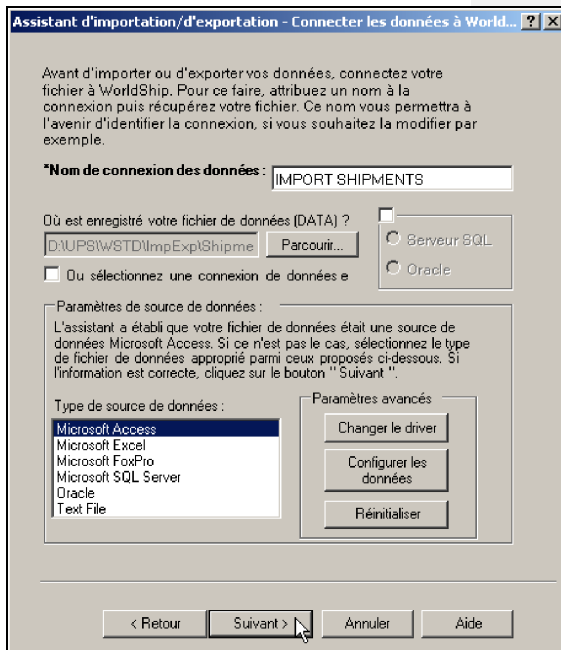 Assistant d'importation/d'exportation - Connecter les données à World...
Avant d'importer ou d'exporter vos données, connectez votre
fichier à WorldShip. Pour ce faire, attribuez un nom à la
connexion puis récupérez votre fichier. Ce nom vous permettra à
l'avenir d'identifier la connexion, si vous souhaitez la modifier par
exemple.
*Nom de connexion des données :
IMPORT SHIPMENTS
Où est enregistré votre fichier de données (DATA) ?
D:\UPS\WSTD\ImpExp\Shipme
Parcourir...
Serveur SQL
Oracle
Ou sélectionnez une connexion de données e
Paramètres de source de données :
L'assistant a établi que votre fichier de données était une source de
données Microsoft Access. Si ce n'est pas le cas, sélectionnez le type
de fichier de données approprié parmi ceux proposés ci-dessous. Si
l'information est correcte, cliquez sur le bouton "Suivant ".
Type de source de données :
Microsoft Access
Microsoft Excel
Microsoft FoxPro
Microsoft SQL Server
Oracle
Text File
Paramètres avancés
Changer le driver
Configurer les
données
Réinitialiser
< Retour
Suivant >
Annuler
Aide